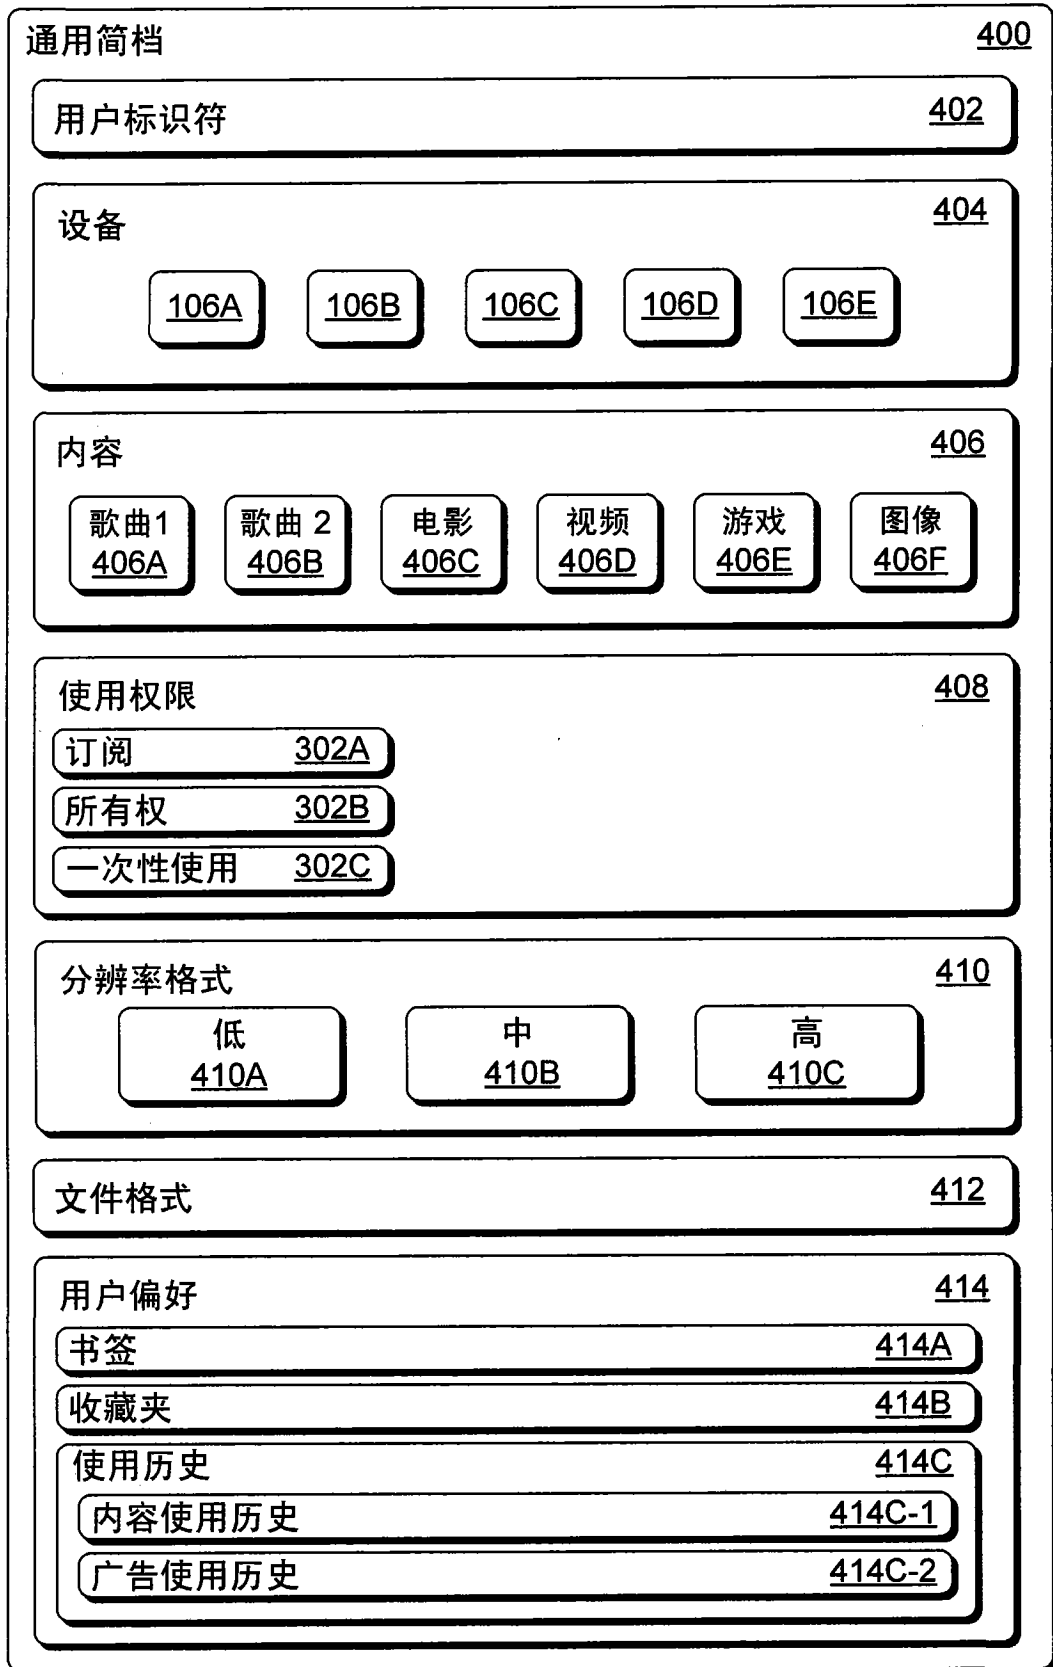 通用简档 400
用户标识符 402
设备 404
106A 106B 106C 106D 106E
内容 406
歌曲1 歌曲 2 电影 视频 游戏 图像
406A 406B 406C 406D 406E 406F
使用权限 408
订阅 302A
所有权 302B
一次性使用 302C
分辨率格式 410
低 中 高
410A 410B 410C
文件格式 412
用户偏好 414
书签 414A
收藏夹 414B
使用历史 414C
内容使用历史 414C-1
广告使用历史 414C-2